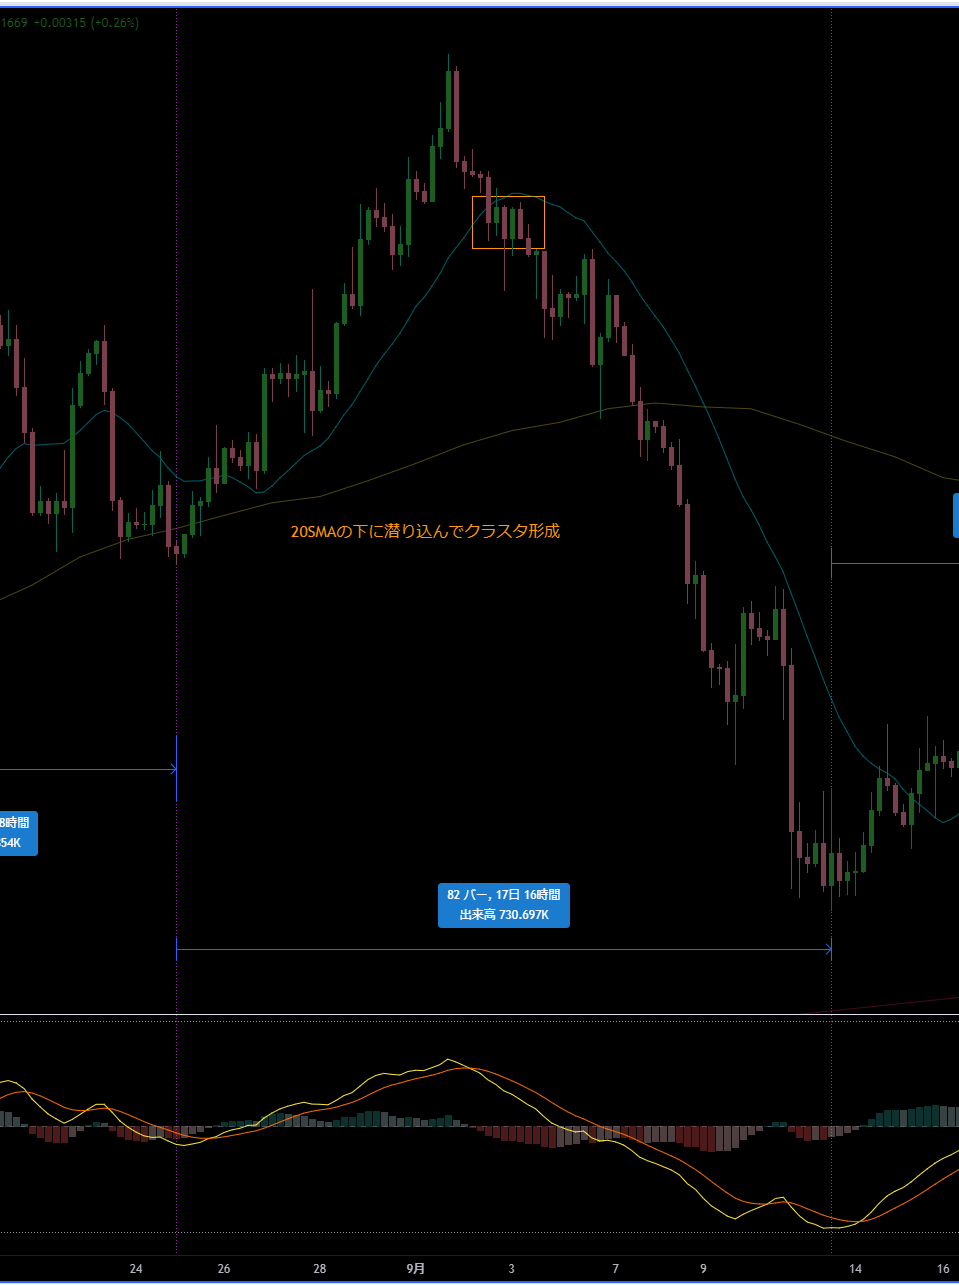 1669 +0.00315 (+0.26%)
20SMAの下に潜り込んでクラスタ形成
8時間
54K
82 バー, 17日 16時間
出来高 730.697K
24 26 28 9月 3 7 9 14 16